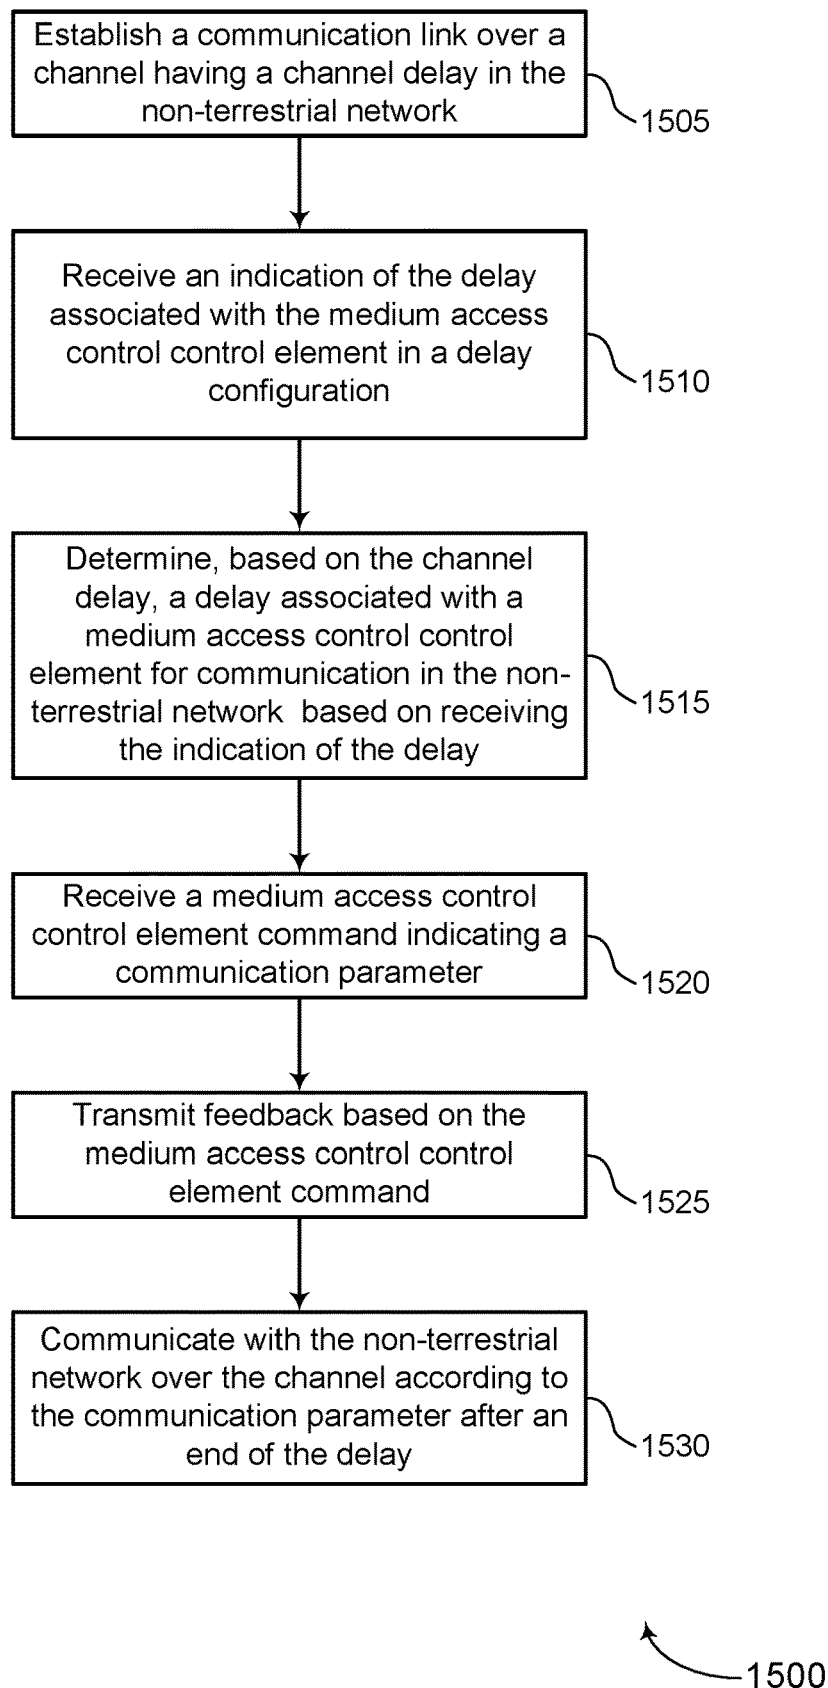 Establish a communication link over a
channel having a channel delay in the
non-terrestrial network
1505
Receive an indication of the delay
associated with the medium access
control control element in a delay
configuration
1510
Determine, based on the channel
delay, a delay associated with a
medium access control control
element for communication in the non-
terrestrial network  based on receiving
the indication of the delay
1515
Receive a medium access control
control element command indicating a
communication parameter
1520
Transmit feedback based on the
medium access control control
element command
1525
Communicate with the non-terrestrial
network over the channel according to
the communication parameter after an
end of the delay
1530
1500